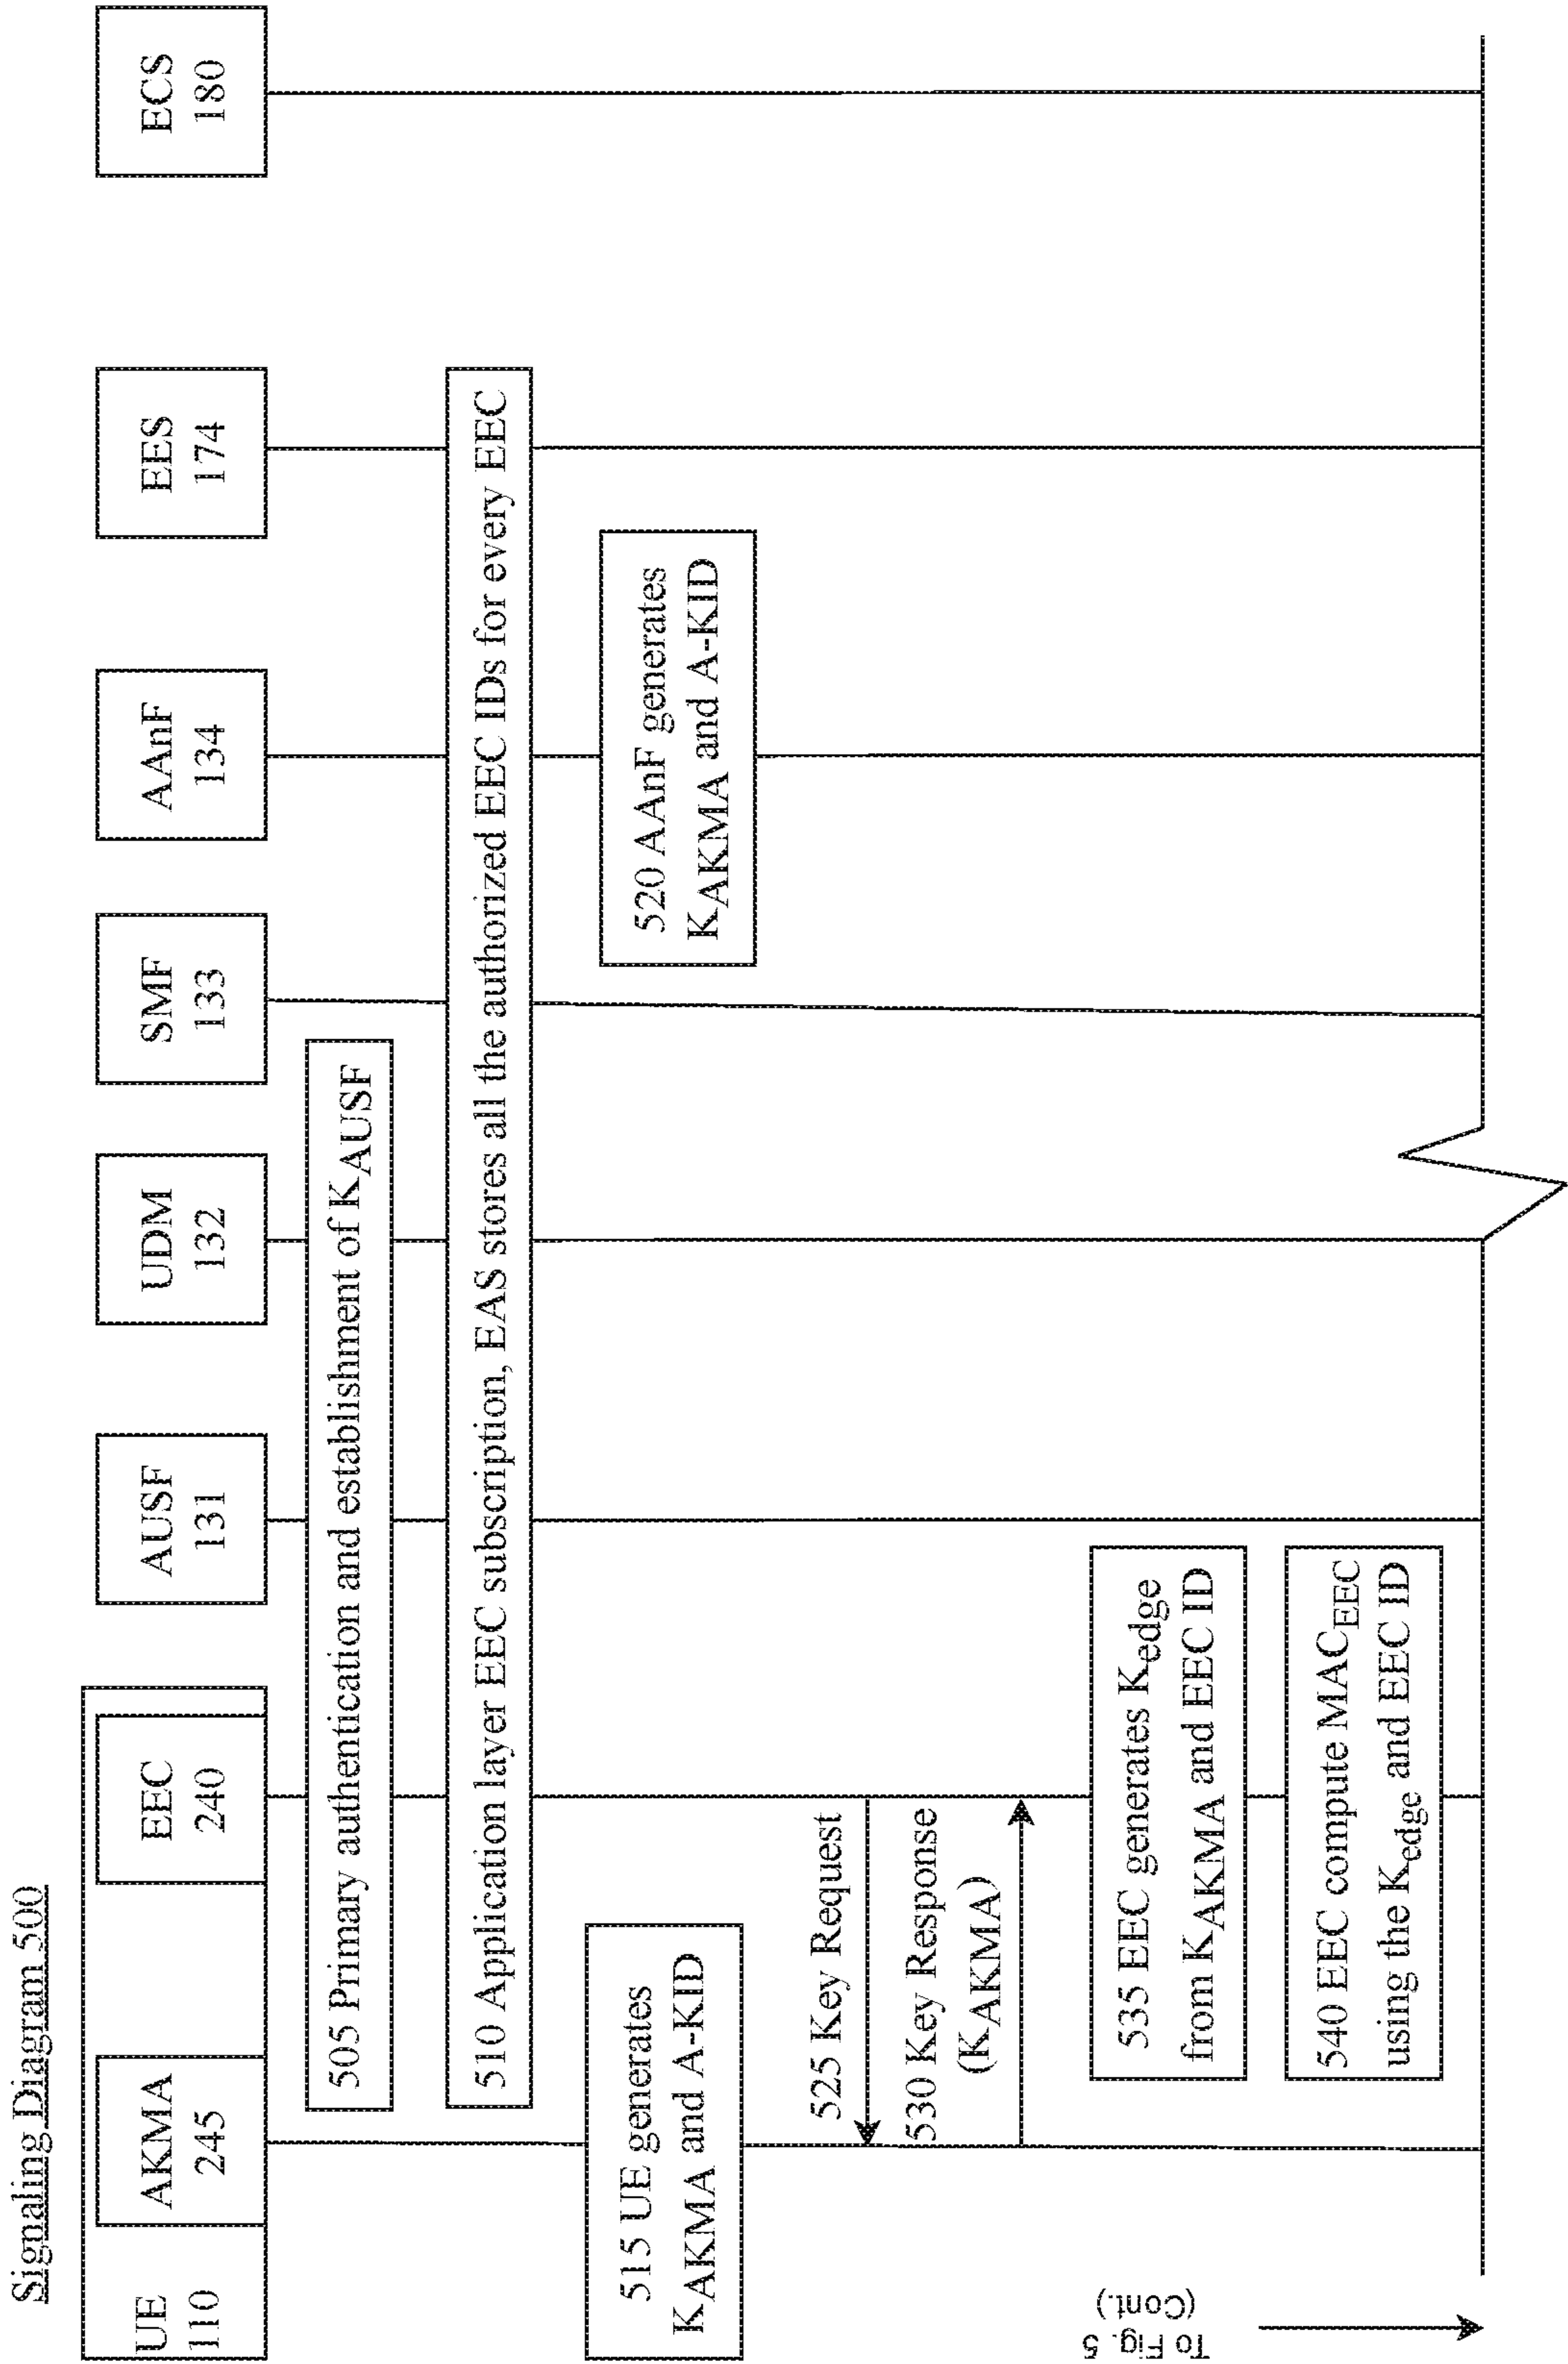 Signaling Diagram 500
UE
110
AKMA
245
EEC
240
AUSF
131
UDM
132
SMF
133
AAnF
134
EES
174
ECS
180
505 Primary authentication and establishment of KAUSF
510 Application layer EEC subscription, EAS stores all the authorized EEC IDs for every EEC
515 UE generates
KAKMA and A-KID
520 AAnF generates
KAKMA and A-KID
525 Key Request
530 Key Response
(KAKMA)
535 EEC generates Kedge
from KAKMA and EEC ID
540 EEC compute MACEEC
using the Kedge and EEC ID
To Fig. 5
(Cont.)